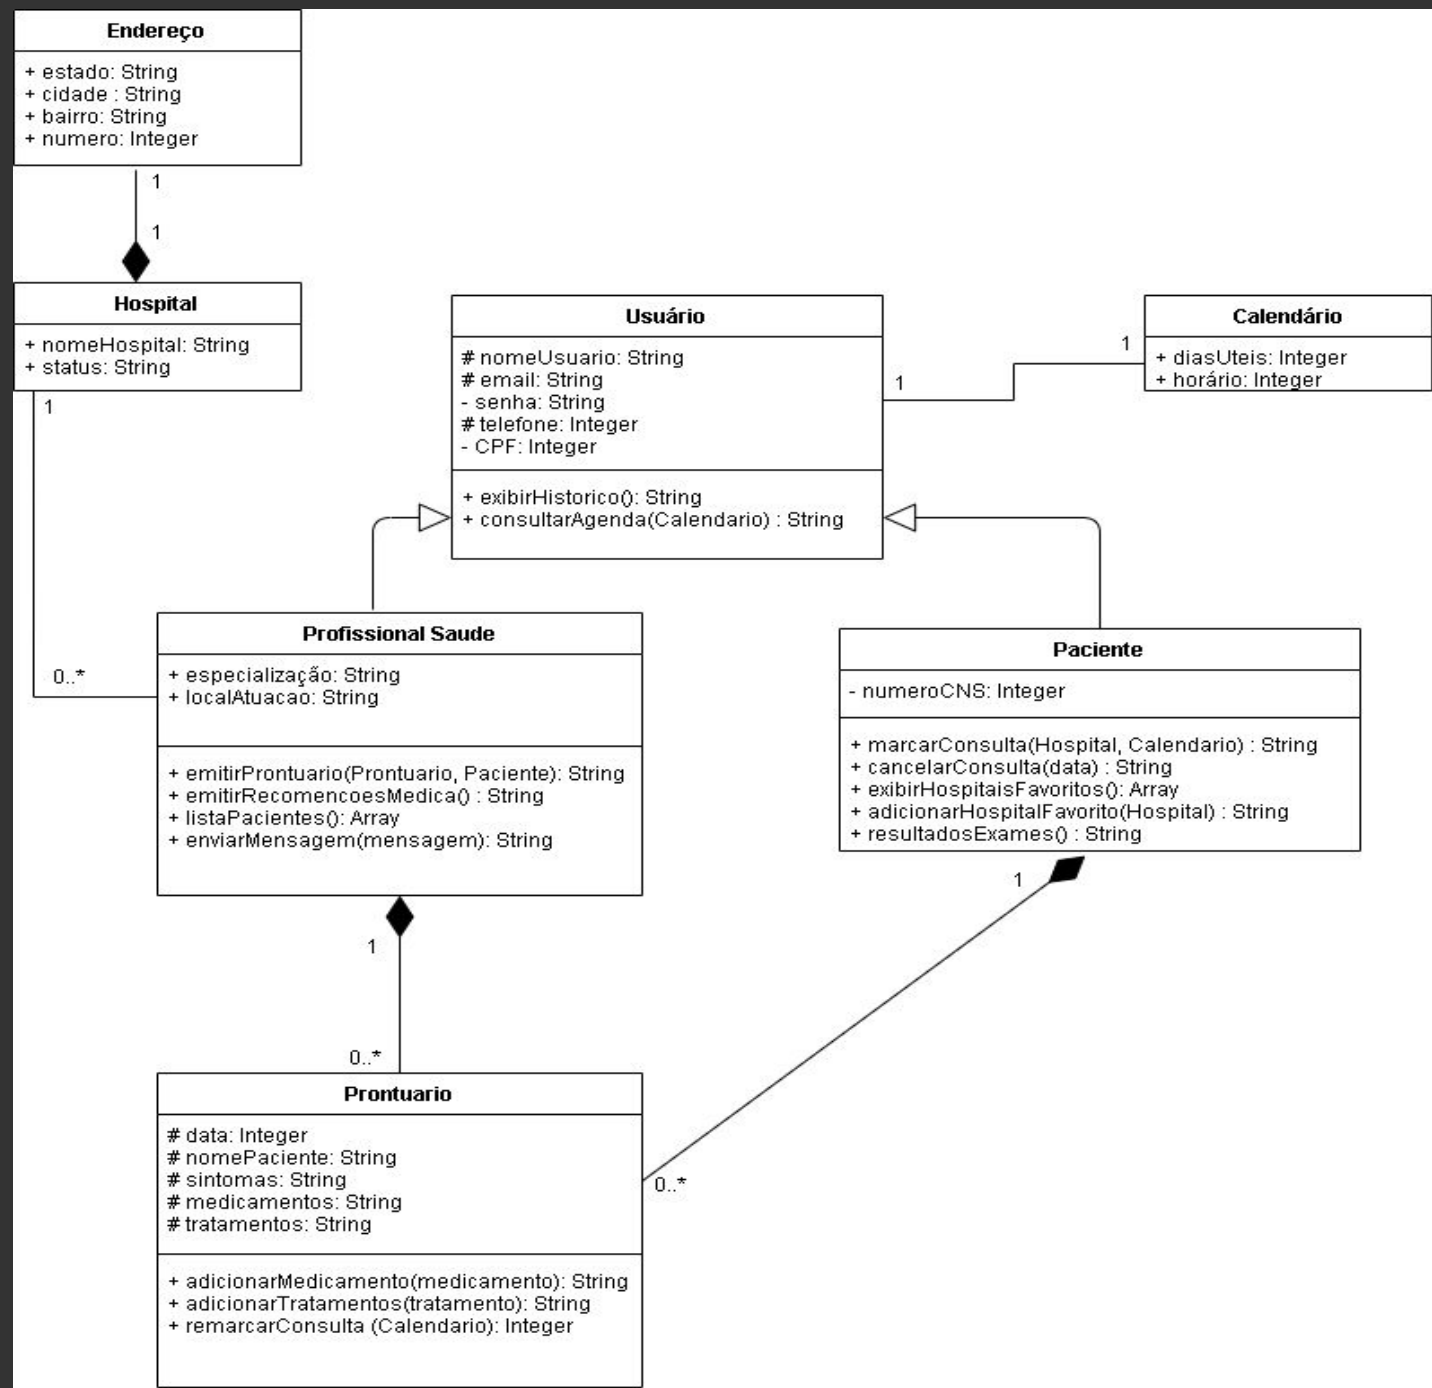 Endereço
+ estado: String
+ cidade : String
+ bairro: String
+ numero: Integer
1
1
Hospital
+ nomeHospital: String
+ status: String
1
0..*
Usuário
# nomeUsuario: String
# email: String
- senha: String
# telefone: Integer
- CPF: Integer
+ exibirHistorico(): String
+ consultarAgenda(Calendario) : String
1
1
Calendário
+ diasUteis: Integer
+ horário: Integer
Profissional Saude
+ especialização: String
+ localAtuacao: String
+ emitirProntuario(Prontuario, Paciente): String
+ emitirRecomencoesMedica() : String
+ listaPacientes(): Array
+ enviarMensagem(mensagem): String
1
0..*
Paciente
- numeroCNS: Integer
+ marcarConsulta(Hospital, Calendario) : String
+ cancelarConsulta(data) : String
+ exibirHospitaisFavoritos(): Array
+ adicionarHospitalFavorito(Hospital) : String
+ resultadosExames() : String
1
0..*
Prontuario
# data: Integer
# nomePaciente: String
# sintomas: String
# medicamentos: String
# tratamentos: String
+ adicionarMedicamento(medicamento): String
+ adicionarTratamentos(tratamento): String
+ remarcarConsulta (Calendario): Integer